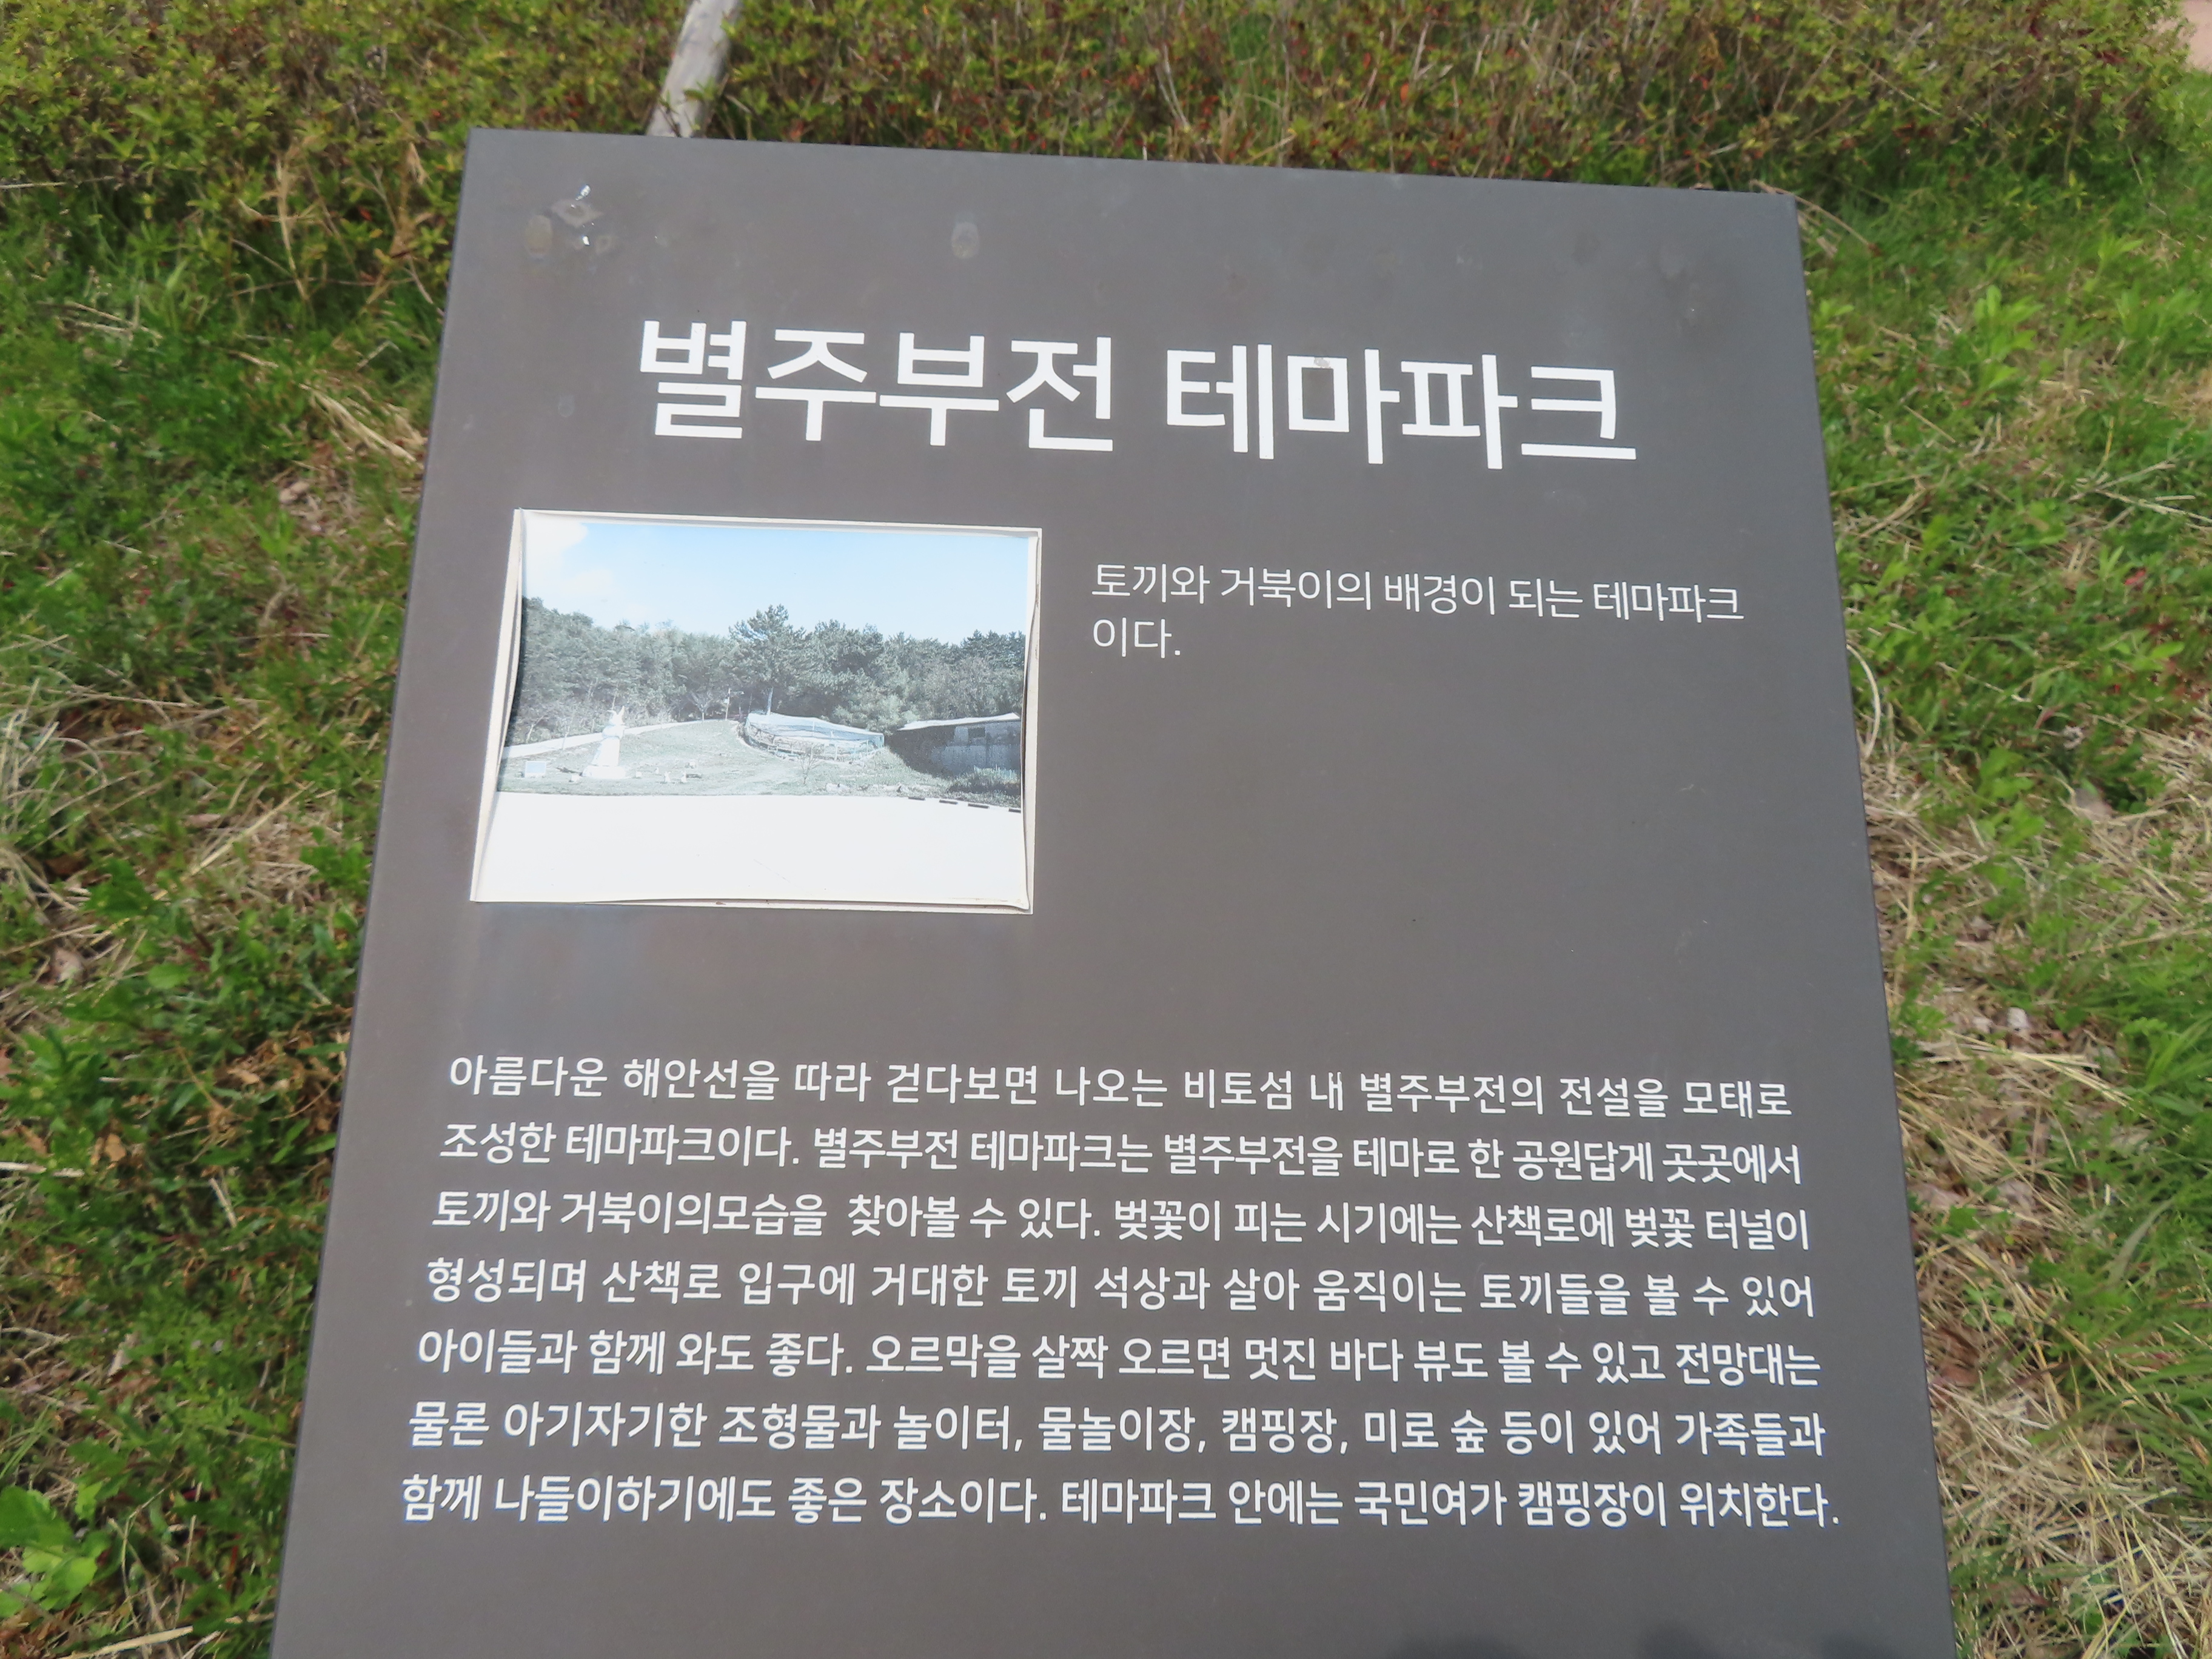 별주부전 테마파크
토끼와 거북이의 배경이 되는 테마파크
이다.
아름다운 해안선을 따라 걷다보면 나오는 비토섬 내 별주부전의 전설을 모태로
조성한 테마파크이다. 별주부전 테마파크는 별주부전을 테마로 한 공원답게 곳곳에서
토끼와 거북이의모습을 찾아볼 수 있다. 벚꽃이 피는 시기에는 산책로에 벚꽃 터널이
형성되며 산책로 입구에 거대한 토끼 석상과 살아 움직이는 토끼들을 볼 수 있어
아이들과 함께 와도 좋다. 오르막을 살짝 오르면 멋진 바다 뷰도 볼 수 있고 전망대는
물론 아기자기한 조형물과 놀이터, 물놀이장, 캠핑장, 미로 숲 등이 있어 가족들과
함께 나들이하기에도 좋은 장소이다. 테마파크 안에는 국민여가 캠핑장이 위치한다.